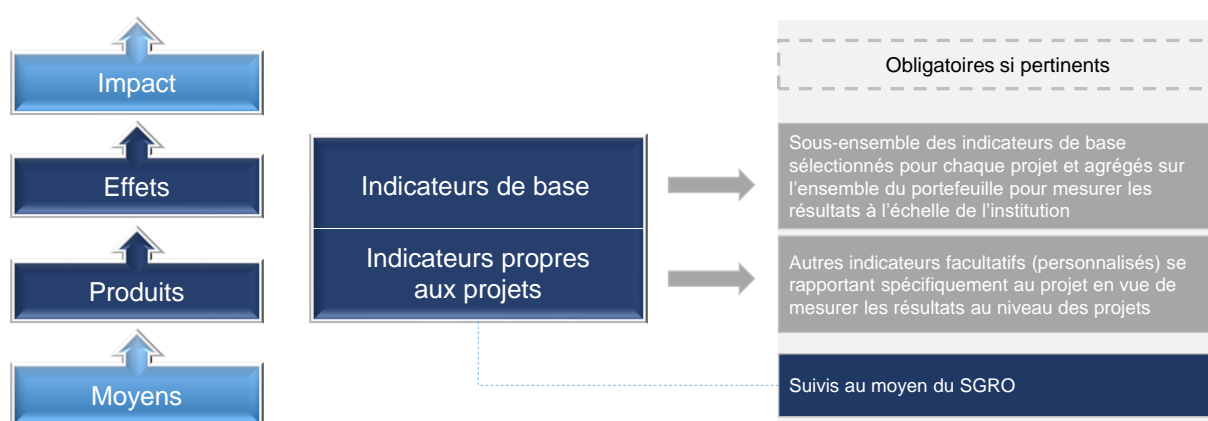 Impact
Effets
Produits
Moyens
Indicateurs de base
Indicateurs propres
aux projets
Obligatoires si pertinents
Sous-ensemble des indicateurs de base
sélectionnés pour chaque projet et agrégés sur
l'ensemble du portefeuille pour mesurer les
résultats à l'échelle de l'institution
Autres indicateurs facultatifs (personnalisés) se
rapportant spécifiquement au projet en vue de
mesurer les résultats au niveau des projets
Suivis au moyen du SGRO